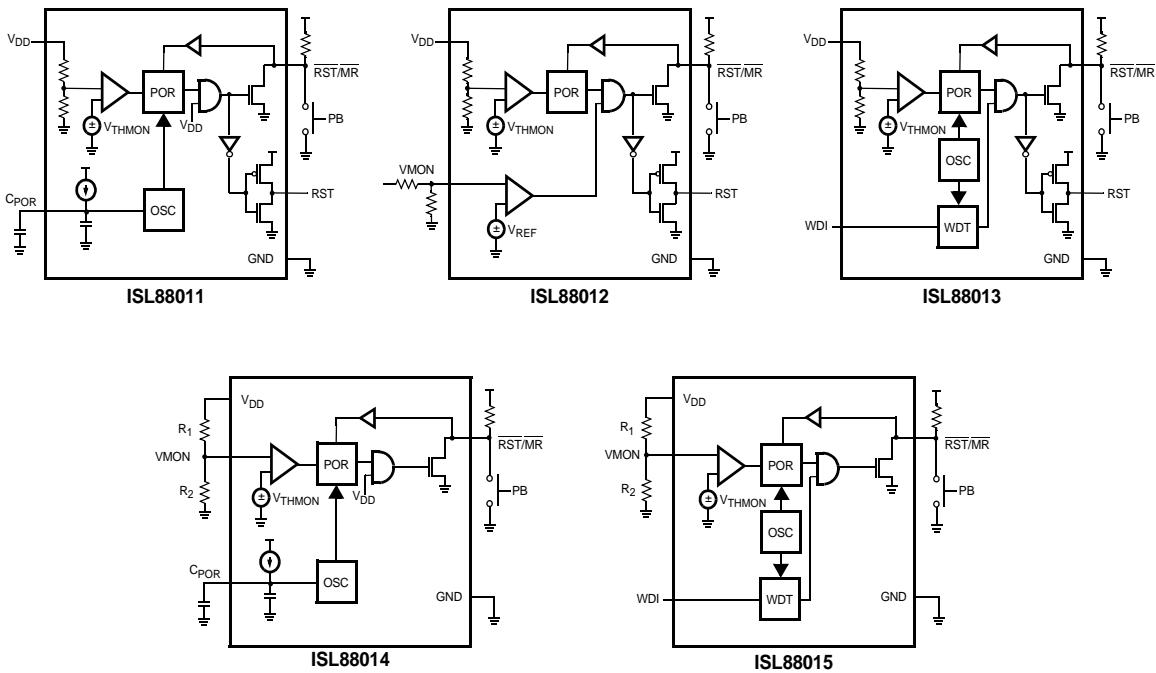 VDD
RST/MR
POR
VTHMON
VDD
PB
CPOR
OSC
RST
GND
ISL88011
VDD
RST/MR
POR
VTHMON
PB
VMON
RST
VREF
GND
ISL88012
VDD
RST/MR
POR
VTHMON
PB
OSC
RST
WDI
WDT
GND
ISL88013
VDD
R1
RST/MR
VMON
POR
R2
VTHMON
VDD
PB
CPOR
OSC
GND
ISL88014
VDD
R1
RST/MR
VMON
POR
R2
VTHMON
PB
OSC
WDI
WDT
GND
ISL88015